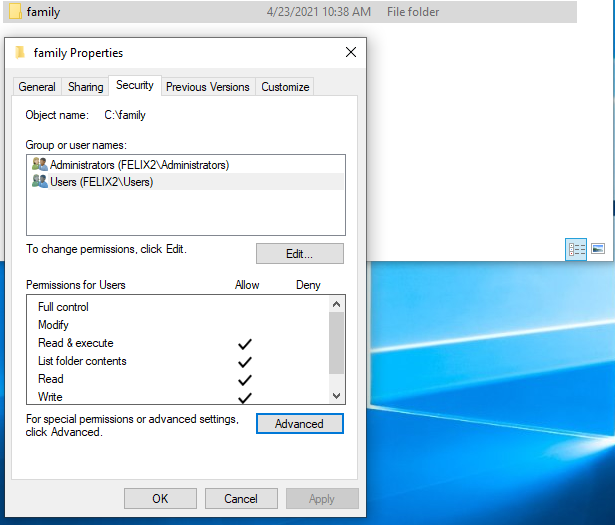 family 4/23/2021 10:38 AM File folder
family Properties
General Sharing Security Previous Versions Customize
Object name: C:\family
Group or user names:
Administrators (FELIX2\Administrators)
Users (FELIX2\Users)
To change permissions, click Edit.
Edit...
Permissions for Users Allow Deny
Full control
Modify
Read & execute
List folder contents
Read
Write
For special permissions or advanced settings,
click Advanced.
Advanced
OK Cancel Apply